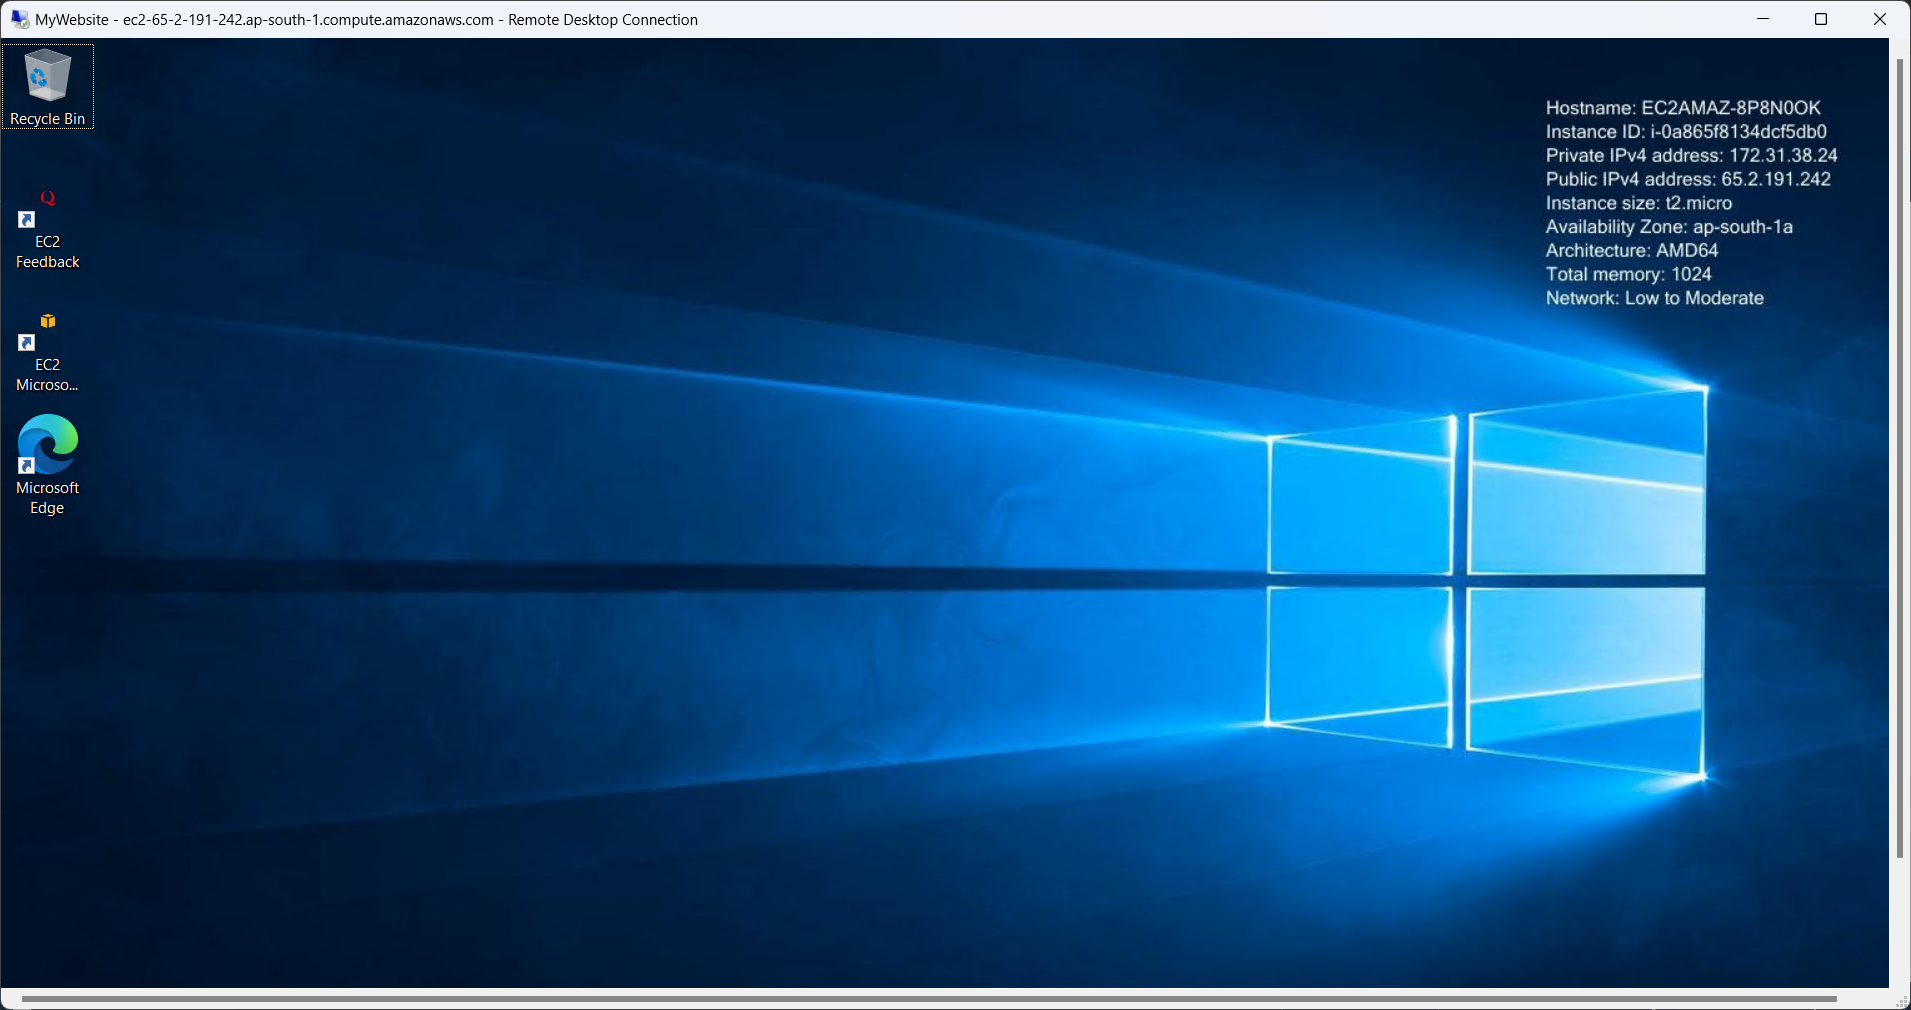 MyWebsite - ec2-65-2-191-242.ap-south-1.compute.amazonaws.com - Remote Desktop Connection
Recycle Bin
EC2
Feedback
EC2
Microso...
Microsoft
Edge
Hostname: EC2AMAZ-8P8N0OK
Instance ID: i-0a865f8134dcf5db0
Private IPv4 address: 172.31.38.24
Public IPv4 address: 65.2.191.242
Instance size: t2.micro
Availability Zone: ap-south-1a
Architecture: AMD64
Total memory: 1024
Network: Low to Moderate